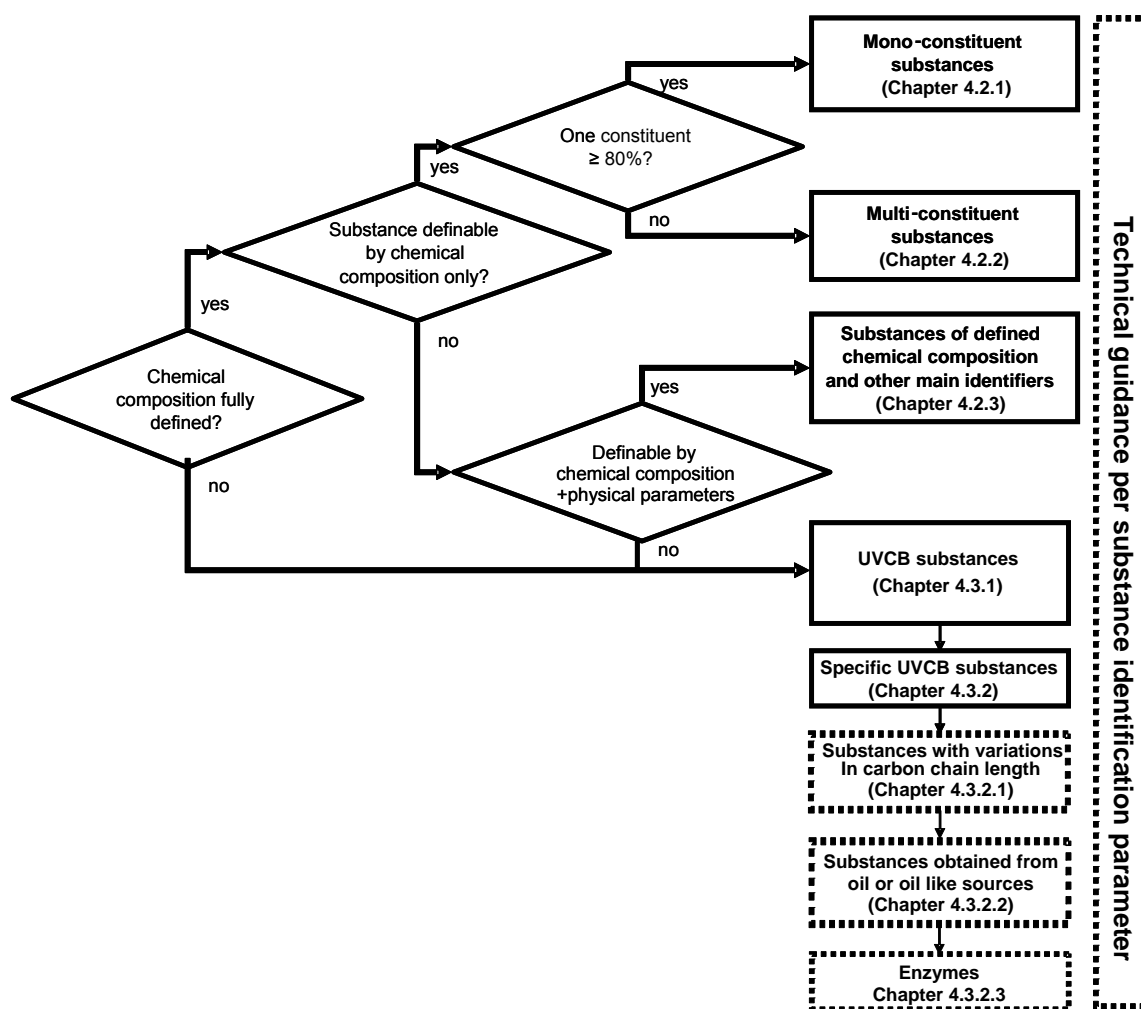 Mono-constituent
substances
(Chapter 4.2.1)
yes
One constituent
≥ 80%?
yes
no
Multi-constituent
substances
(Chapter 4.2.2)
Substance definable
by chemical
composition only?
yes
no
Substances of defined
chemical composition
and other main identifiers
(Chapter 4.2.3)
Chemical
composition fully
defined?
yes
no
Definable by
chemical composition
+physical parameters
no
UVCB substances
(Chapter 4.3.1)
Specific UVCB substances
(Chapter 4.3.2)
Substances with variations
In carbon chain length
(Chapter 4.3.2.1)
Substances obtained from
oil or oil like sources
(Chapter 4.3.2.2)
Enzymes
Chapter 4.3.2.3
Technical guidance per substance identification parameter